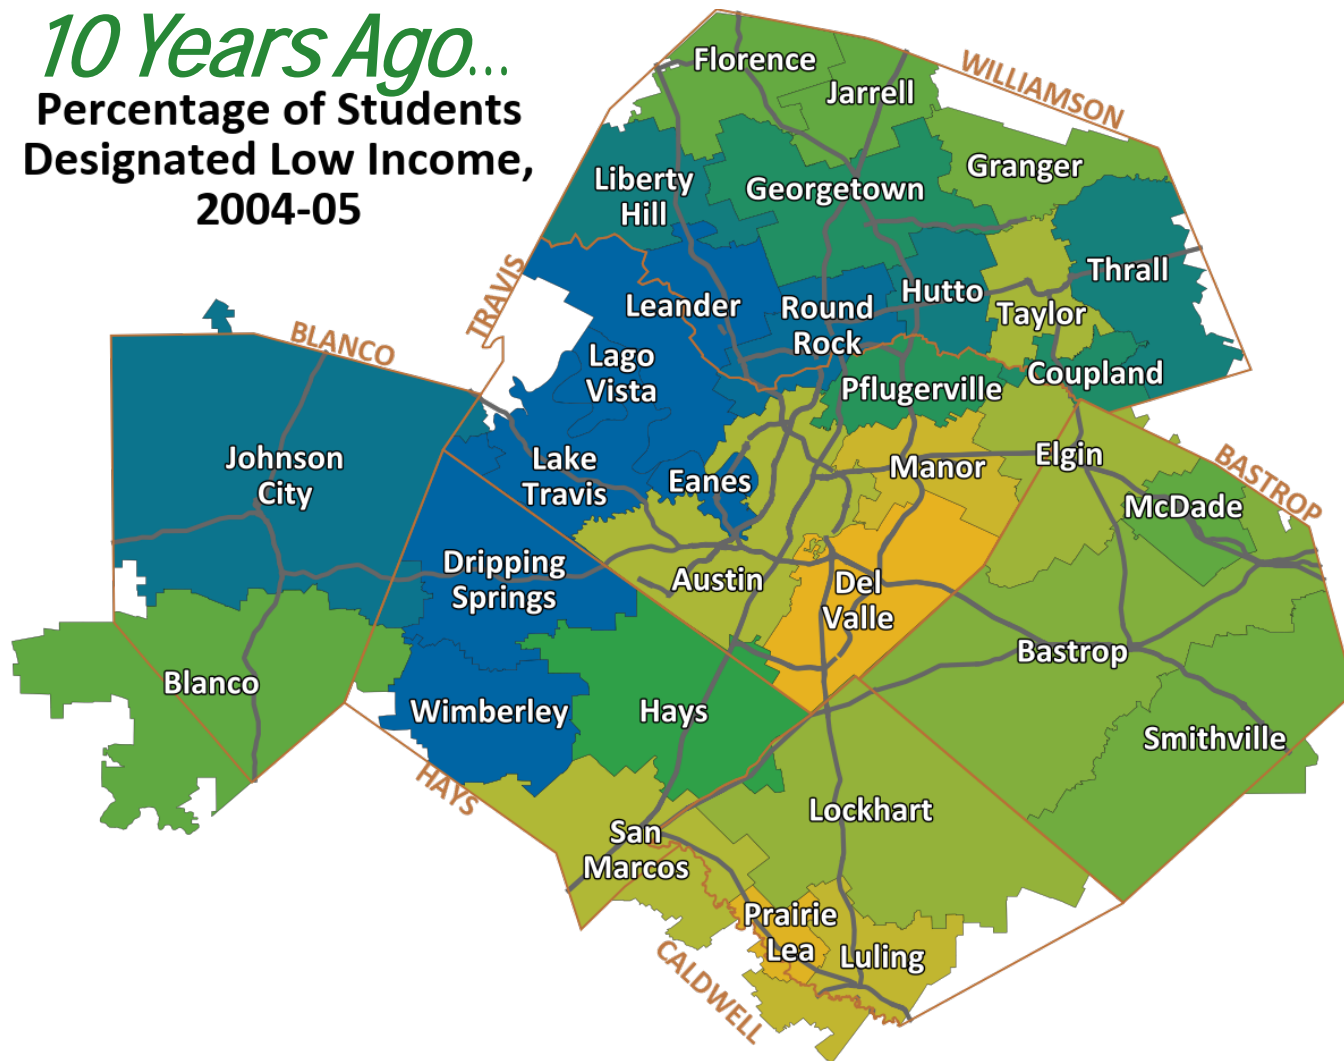 10 Years Ago...
Percentage of Students
Designated Low Income,
2004-05
WILLIAMSON
Florence
Jarrell
Granger
Liberty
Hill
Georgetown
Thrall
TRAVIS
Leander
Round
Rock
Hutto
Taylor
BLANCO
Lago
Vista
Pflugerville
Coupland
Johnson
City
Lake
Travis
Eanes
Manor
Elgin
BASTROP
McDade
Dripping
Springs
Austin
Del
Valle
Bastrop
Blanco
Wimberley
Hays
Smithville
HAYS
San
Marcos
Lockhart
Prairie
Lea
Luling
CALDWELL